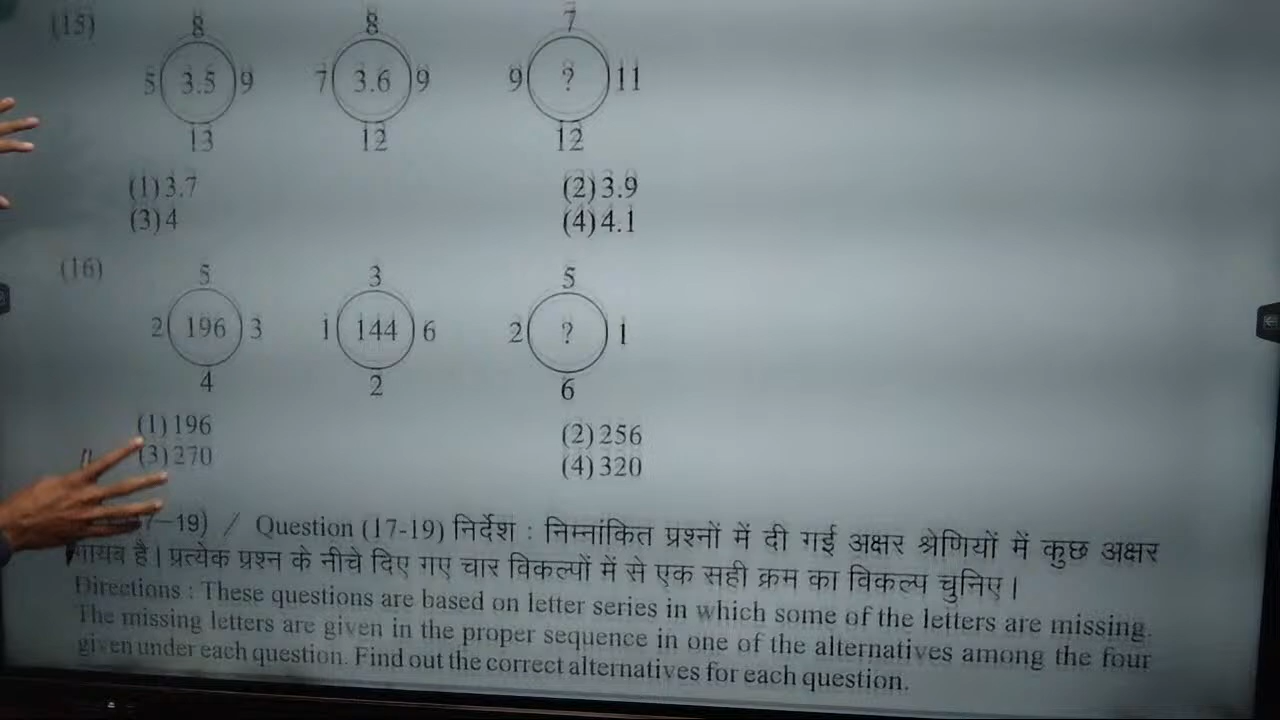 (15)
8 8 7
5 3.5 9 7 3.6 9 9 ? 11
13 12 12
(1) 3.7 (2) 3.9
(3) 4 (4) 4.1
(16)
5 3 5
2 196 3 1 144 6 2 ? 1
4 2 6
(1) 196 (2) 256
(3) 270 (4) 320
7–19) / Question (17-19) निर्देश : निम्नांकित प्रश्नों में दी गई अक्षर श्रेणियों में कुछ अक्षर
गायब है। प्रत्येक प्रश्न के नीचे दिए गए चार विकल्पों में से एक सही क्रम का विकल्प चुनिए।
Directions : These questions are based on letter series in which some of the letters are missing.
The missing letters are given in the proper sequence in one of the alternatives among the four
given under each question. Find out the correct alternatives for each question.